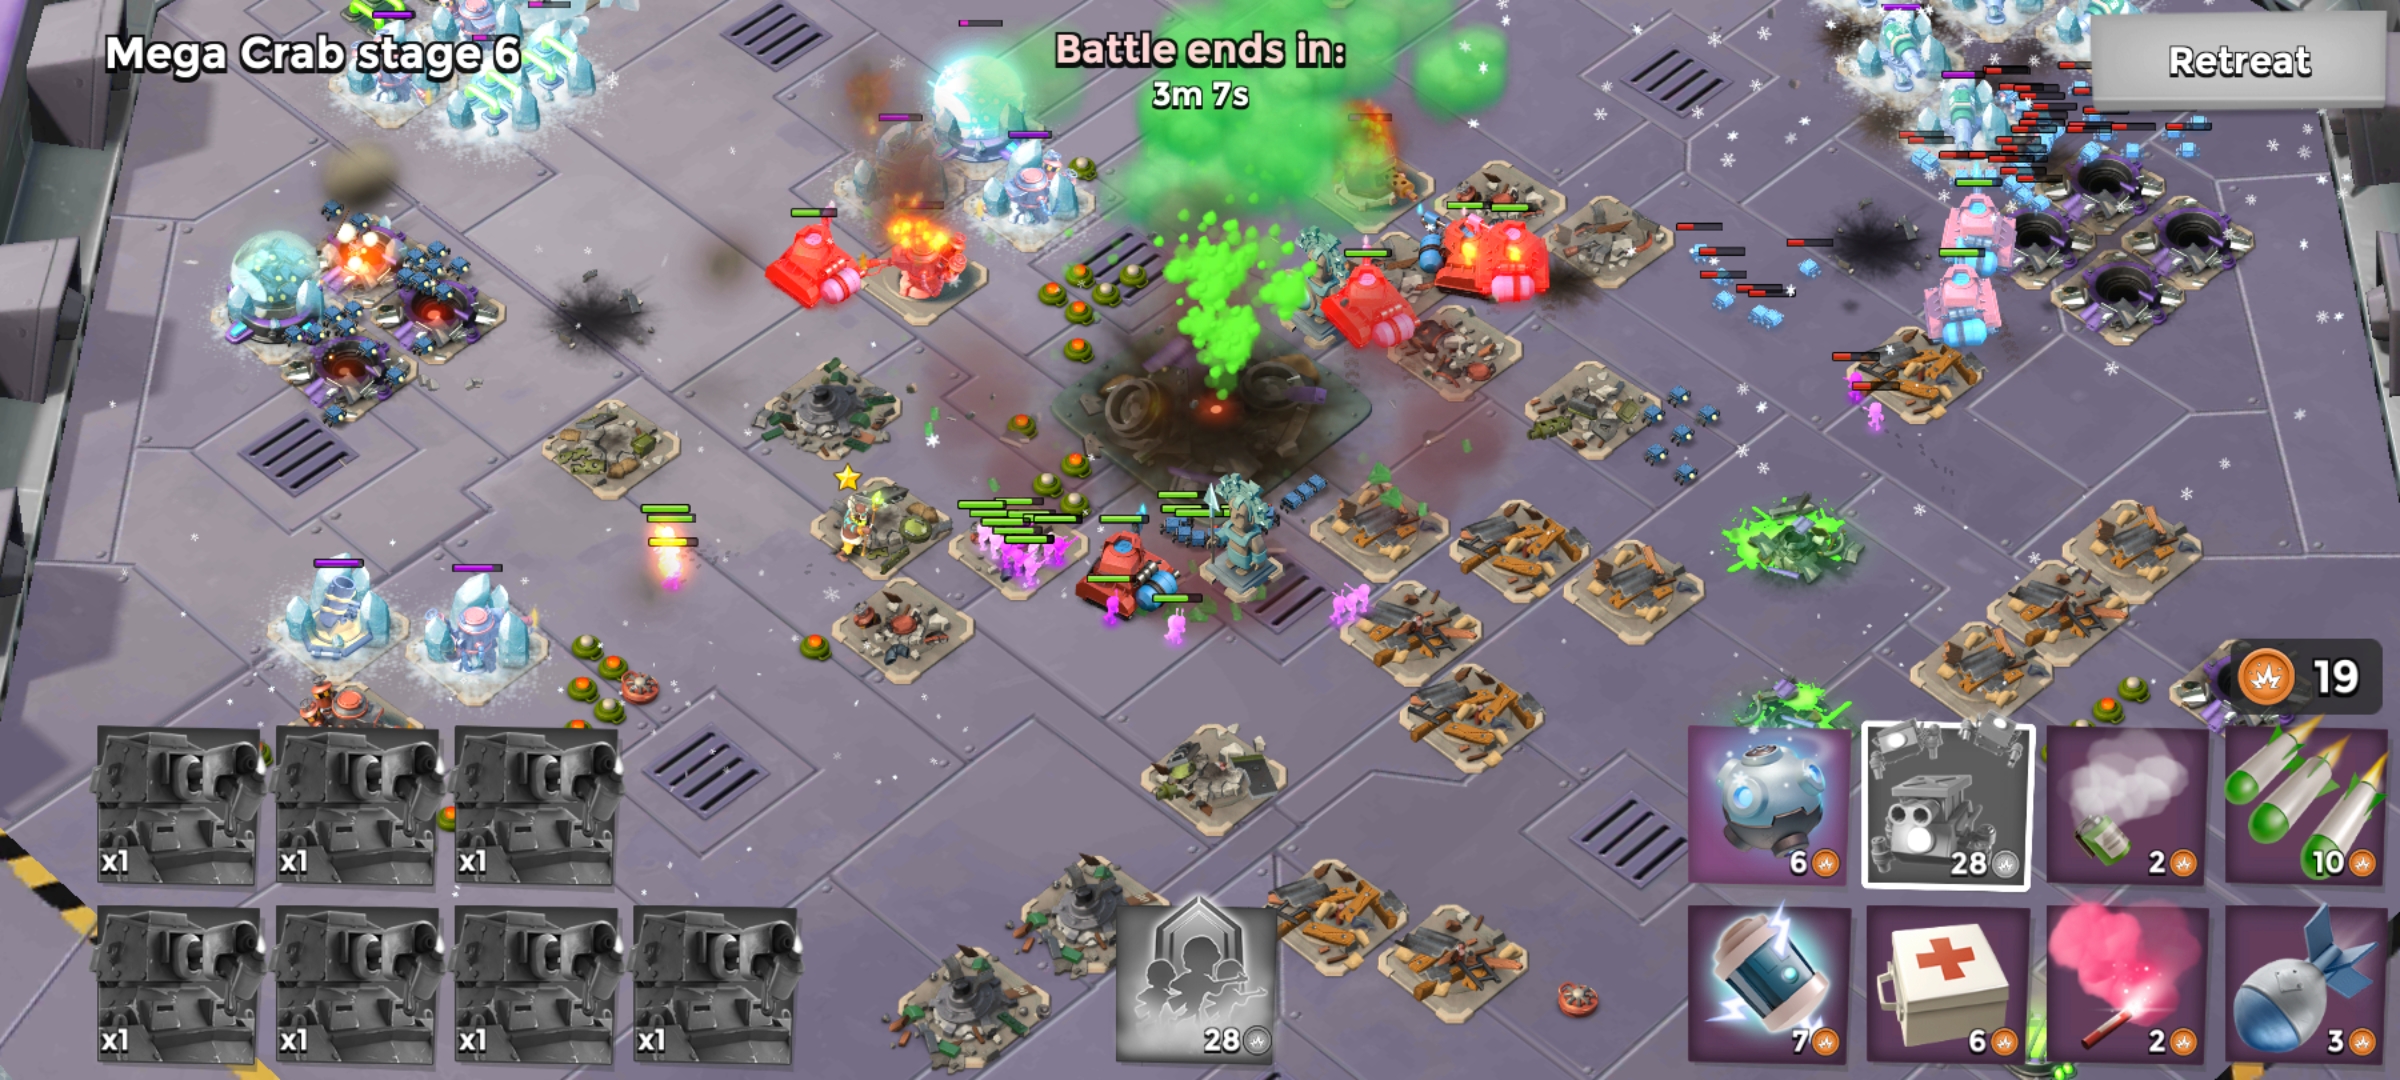 Mega Crab stage 6
Battle ends in:
3m 7s
Retreat
19
x1
x1
x1
6
28
2
10
x1
x1
x1
x1
28
7
6
2
3